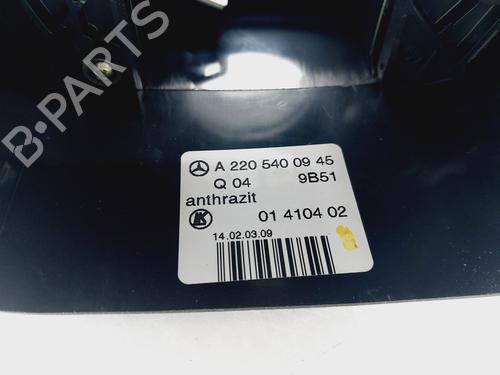 B-PARTS
A 220 540 09 45
Q 04 9B51
anthrazit
K 01 4104 02
14.02.03.09